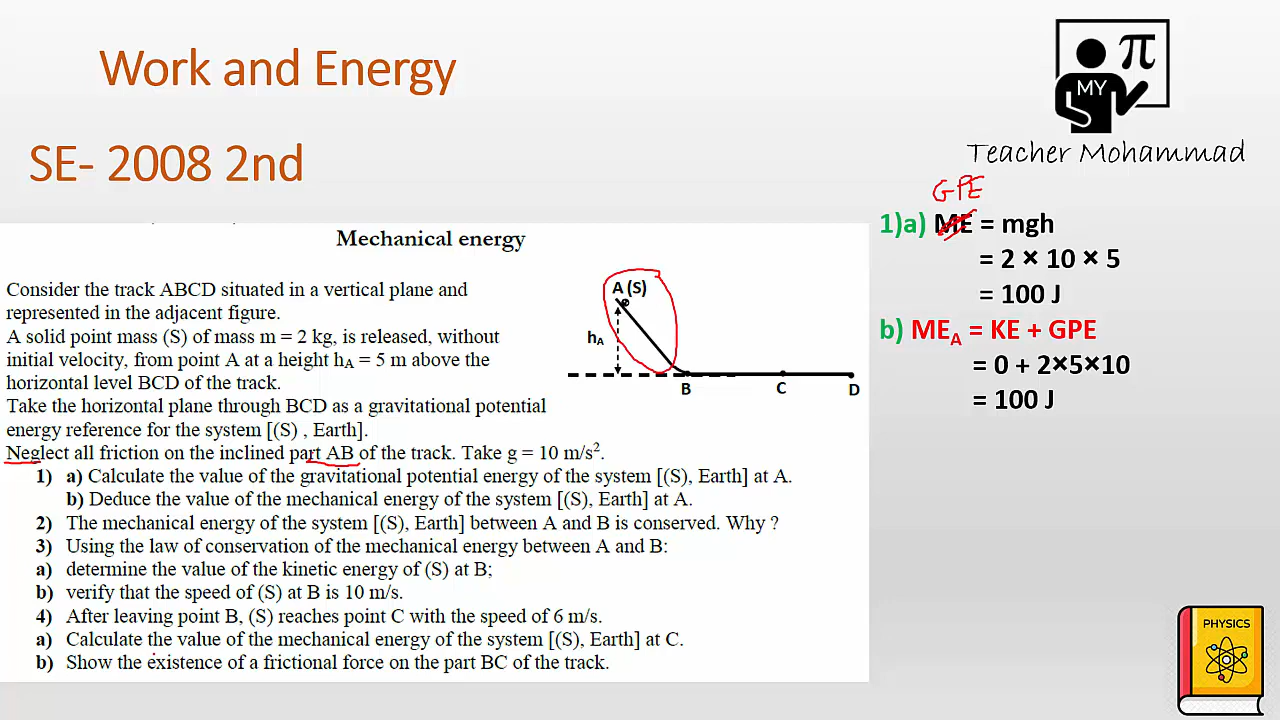 Work and Energy
SE- 2008 2nd
MY
π
Teacher Mohammad
Mechanical energy
Consider the track ABCD situated in a vertical plane and
represented in the adjacent figure.
A solid point mass (S) of mass m = 2 kg, is released, without
initial velocity, from point A at a height hA = 5 m above the
horizontal level BCD of the track.
Take the horizontal plane through BCD as a gravitational potential
energy reference for the system [(S) , Earth].
Neglect all friction on the inclined part AB of the track. Take g = 10 m/s².
1) a) Calculate the value of the gravitational potential energy of the system [(S), Earth] at A.
b) Deduce the value of the mechanical energy of the system [(S), Earth] at A.
2) The mechanical energy of the system [(S), Earth] between A and B is conserved. Why ?
3) Using the law of conservation of the mechanical energy between A and B:
a) determine the value of the kinetic energy of (S) at B;
b) verify that the speed of (S) at B is 10 m/s.
4) After leaving point B, (S) reaches point C with the speed of 6 m/s.
a) Calculate the value of the mechanical energy of the system [(S), Earth] at C.
b) Show the existence of a frictional force on the part BC of the track.
A (S)
hA
B
C
D
GPE
1)a) ME = mgh
= 2 × 10 × 5
= 100 J
b) MEA = KE + GPE
= 0 + 2×5×10
= 100 J
PHYSICS